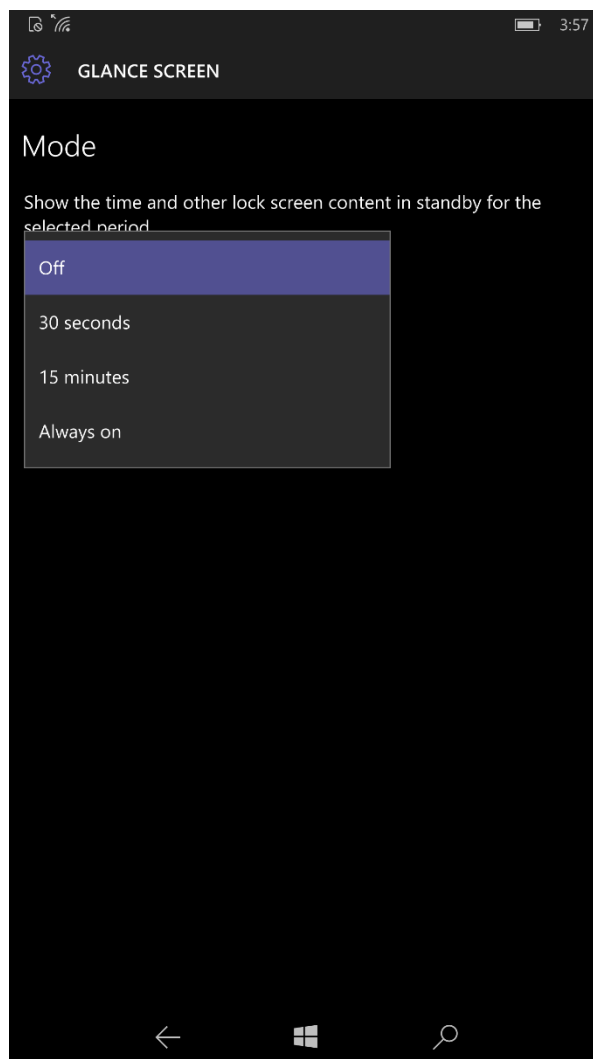 3:57
GLANCE SCREEN
Mode
Show the time and other lock screen content in standby for the
selected period
Off
30 seconds
15 minutes
Always on